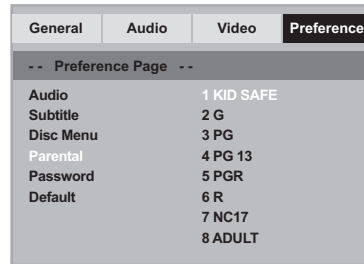 General Audio Video Preference
- - Preference Page - -
Audio 1 KID SAFE
Subtitle 2 G
Disc Menu 3 PG
Parental 4 PG 13
Password 5 PGR
Default 6 R
7 NC17
8 ADULT